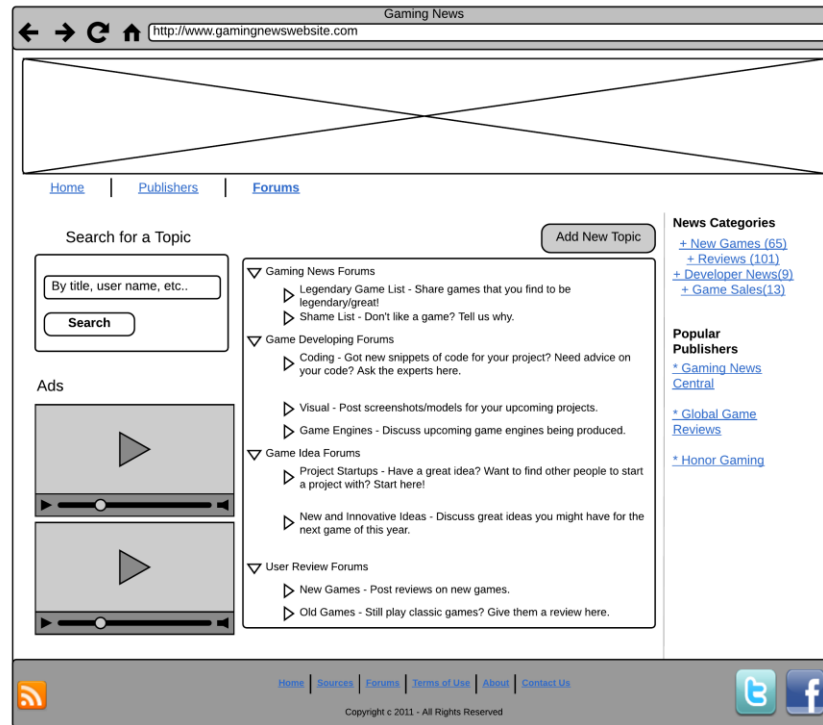 Gaming News
http://www.gamingnewswebsite.com
Home
Publishers
Forums
Search for a Topic
By title, user name, etc..
Search
Ads
Add New Topic
Gaming News Forums
Legendary Game List - Share games that you find to be
legendary/great!
Shame List - Don't like a game? Tell us why.
Game Developing Forums
Coding - Got new snippets of code for your project? Need advice on
your code? Ask the experts here.
Visual - Post screenshots/models for your upcoming projects.
Game Engines - Discuss upcoming game engines being produced.
Game Idea Forums
Project Startups - Have a great idea? Want to find other people to start
a project with? Start here!
New and Innovative Ideas - Discuss great ideas you might have for the
next game of this year.
User Review Forums
New Games - Post reviews on new games.
Old Games - Still play classic games? Give them a review here.
News Categories
+ New Games (65)
+ Reviews (101)
+ Developer News(9)
+ Game Sales(13)
Popular
Publishers
* Gaming News
Central
* Global Game
Reviews
* Honor Gaming
Home
Sources
Forums
Terms of Use
About
Contact Us
Copyright c 2011 - All Rights Reserved